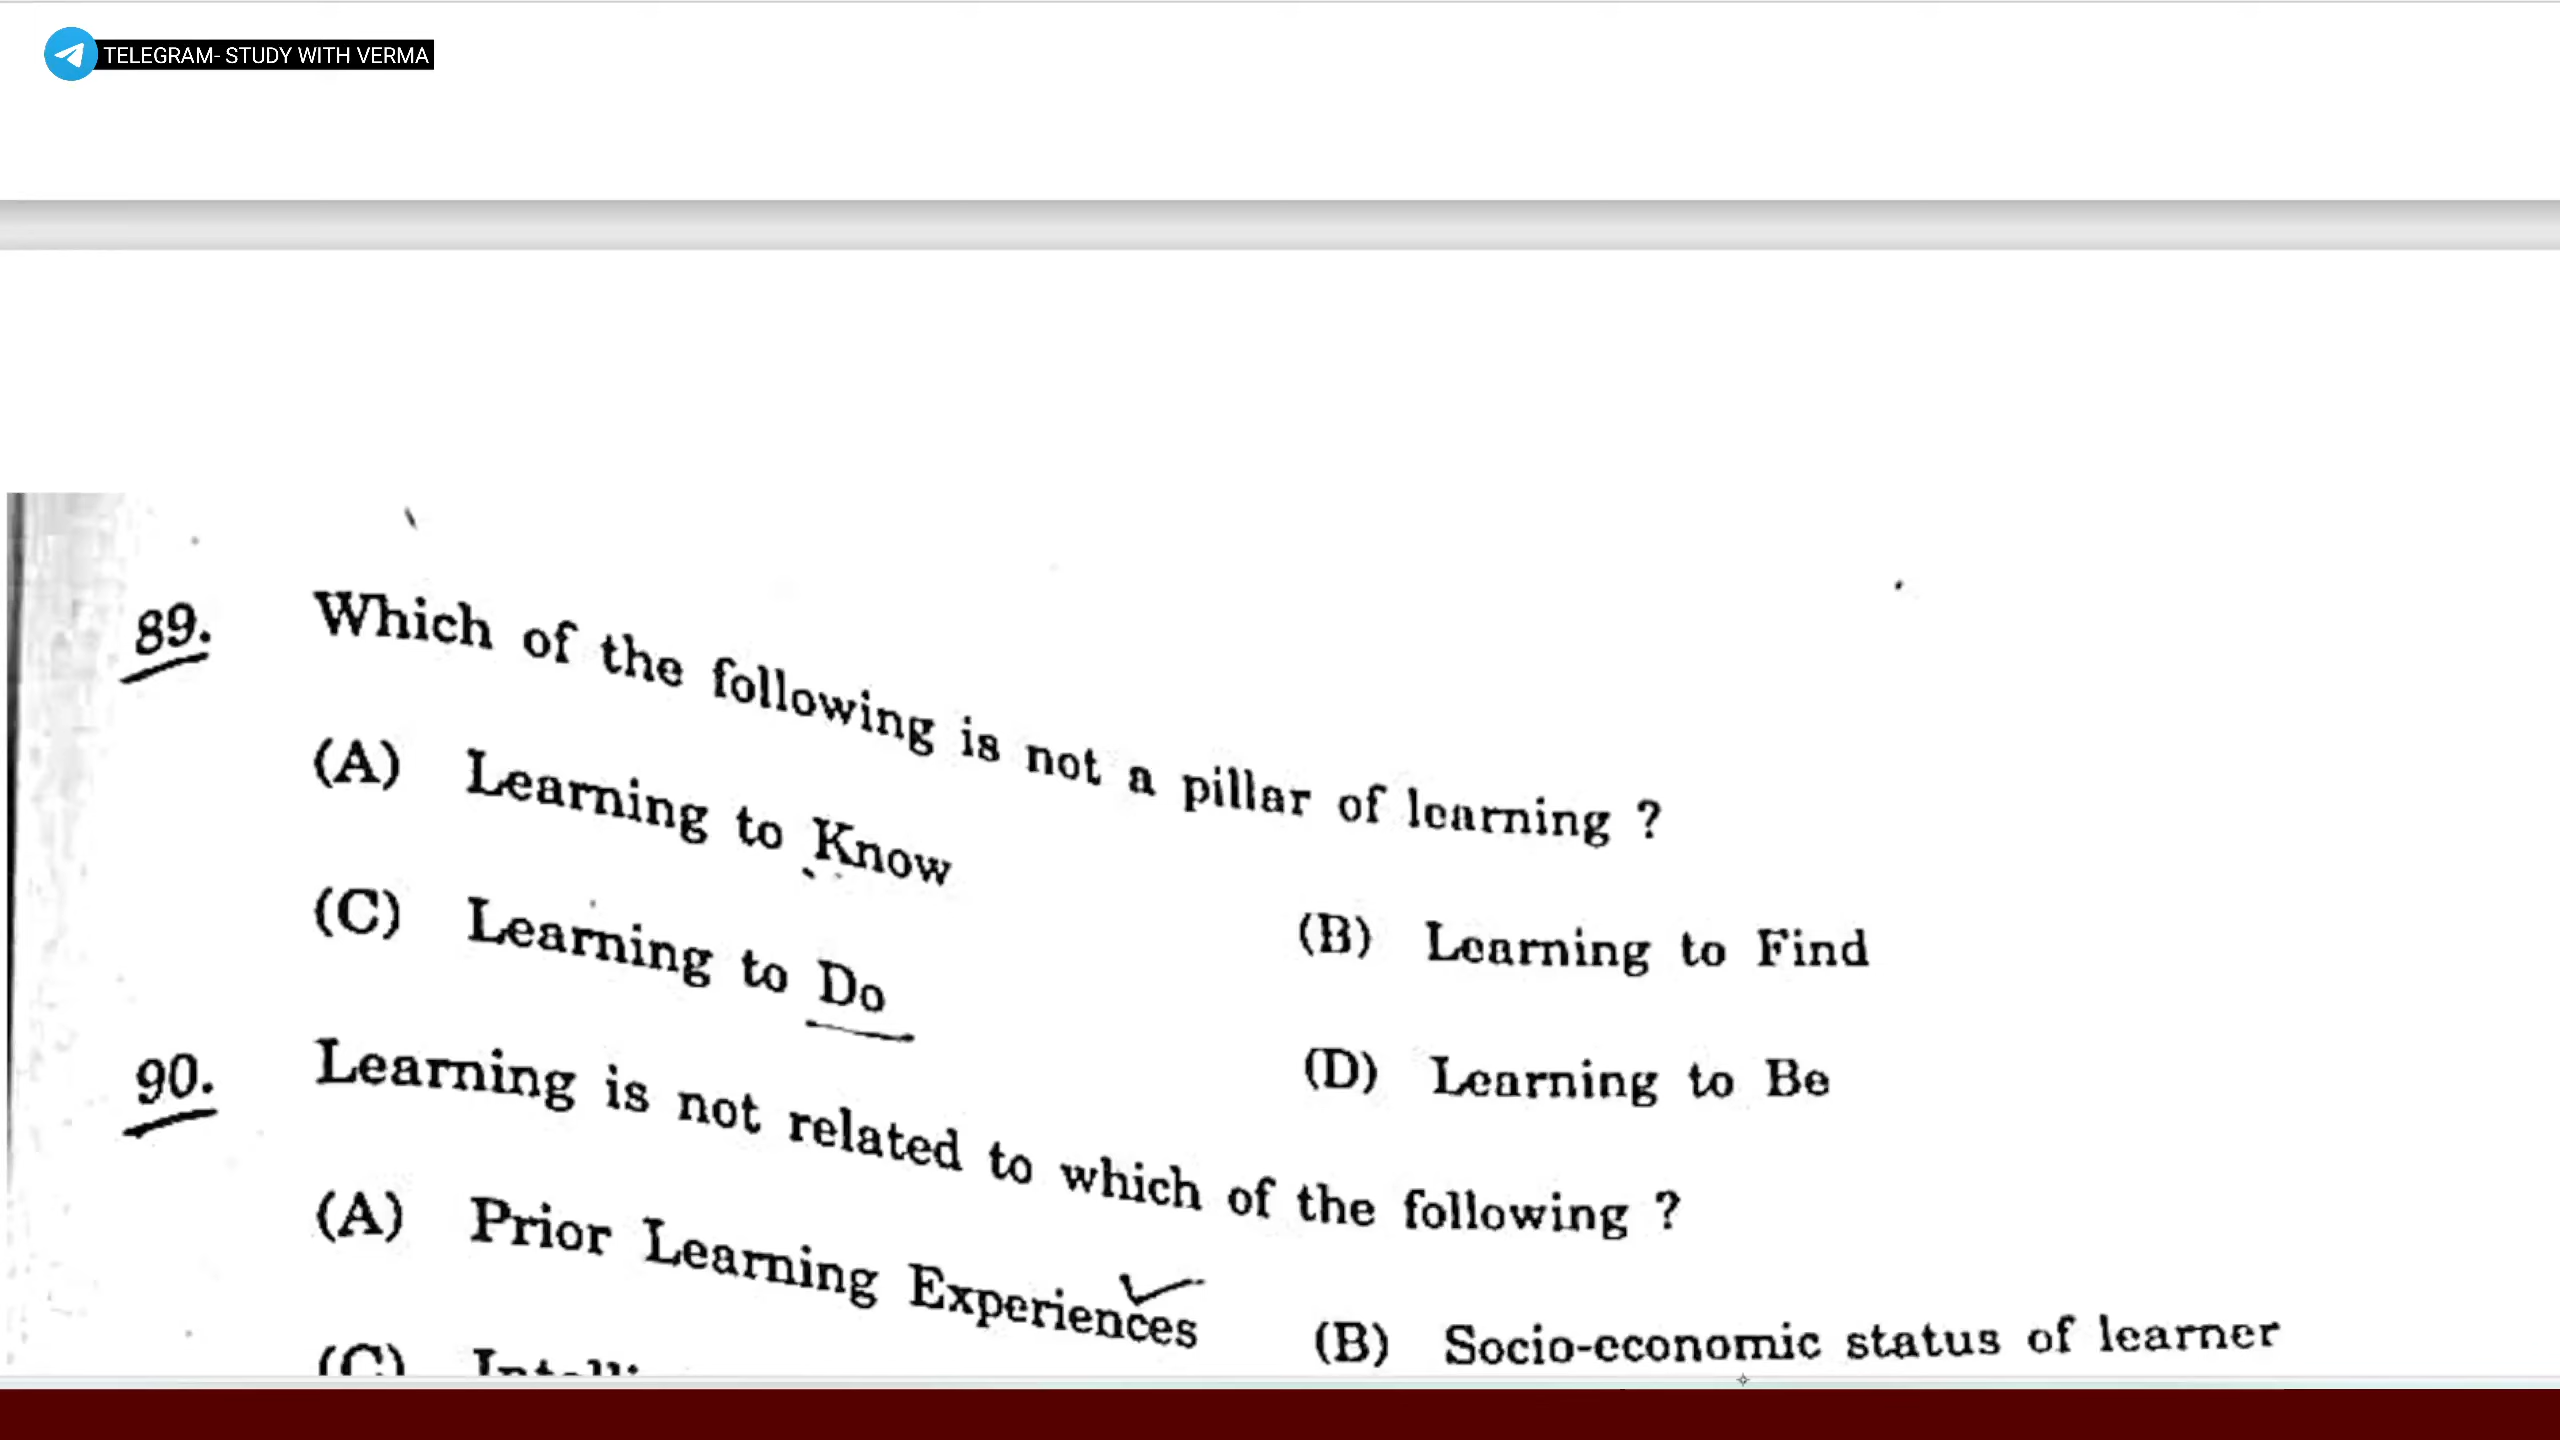 TELEGRAM- STUDY WITH VERMA
89. Which of the following is not a pillar of learning ?
(A) Learning to Know
(B) Learning to Find
(C) Learning to Do
(D) Learning to Be
90. Learning is not related to which of the following ?
(A) Prior Learning Experiences
(B) Socio-economic status of learner
(C)